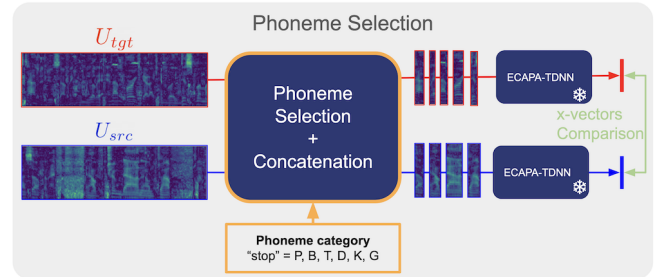 Phoneme Selection
U_tgt
U_src
Phoneme
Selection
+
Concatenation
ECAPA-TDNN
ECAPA-TDNN
x-vectors
Comparison
Phoneme category
“stop” = P, B, T, D, K, G